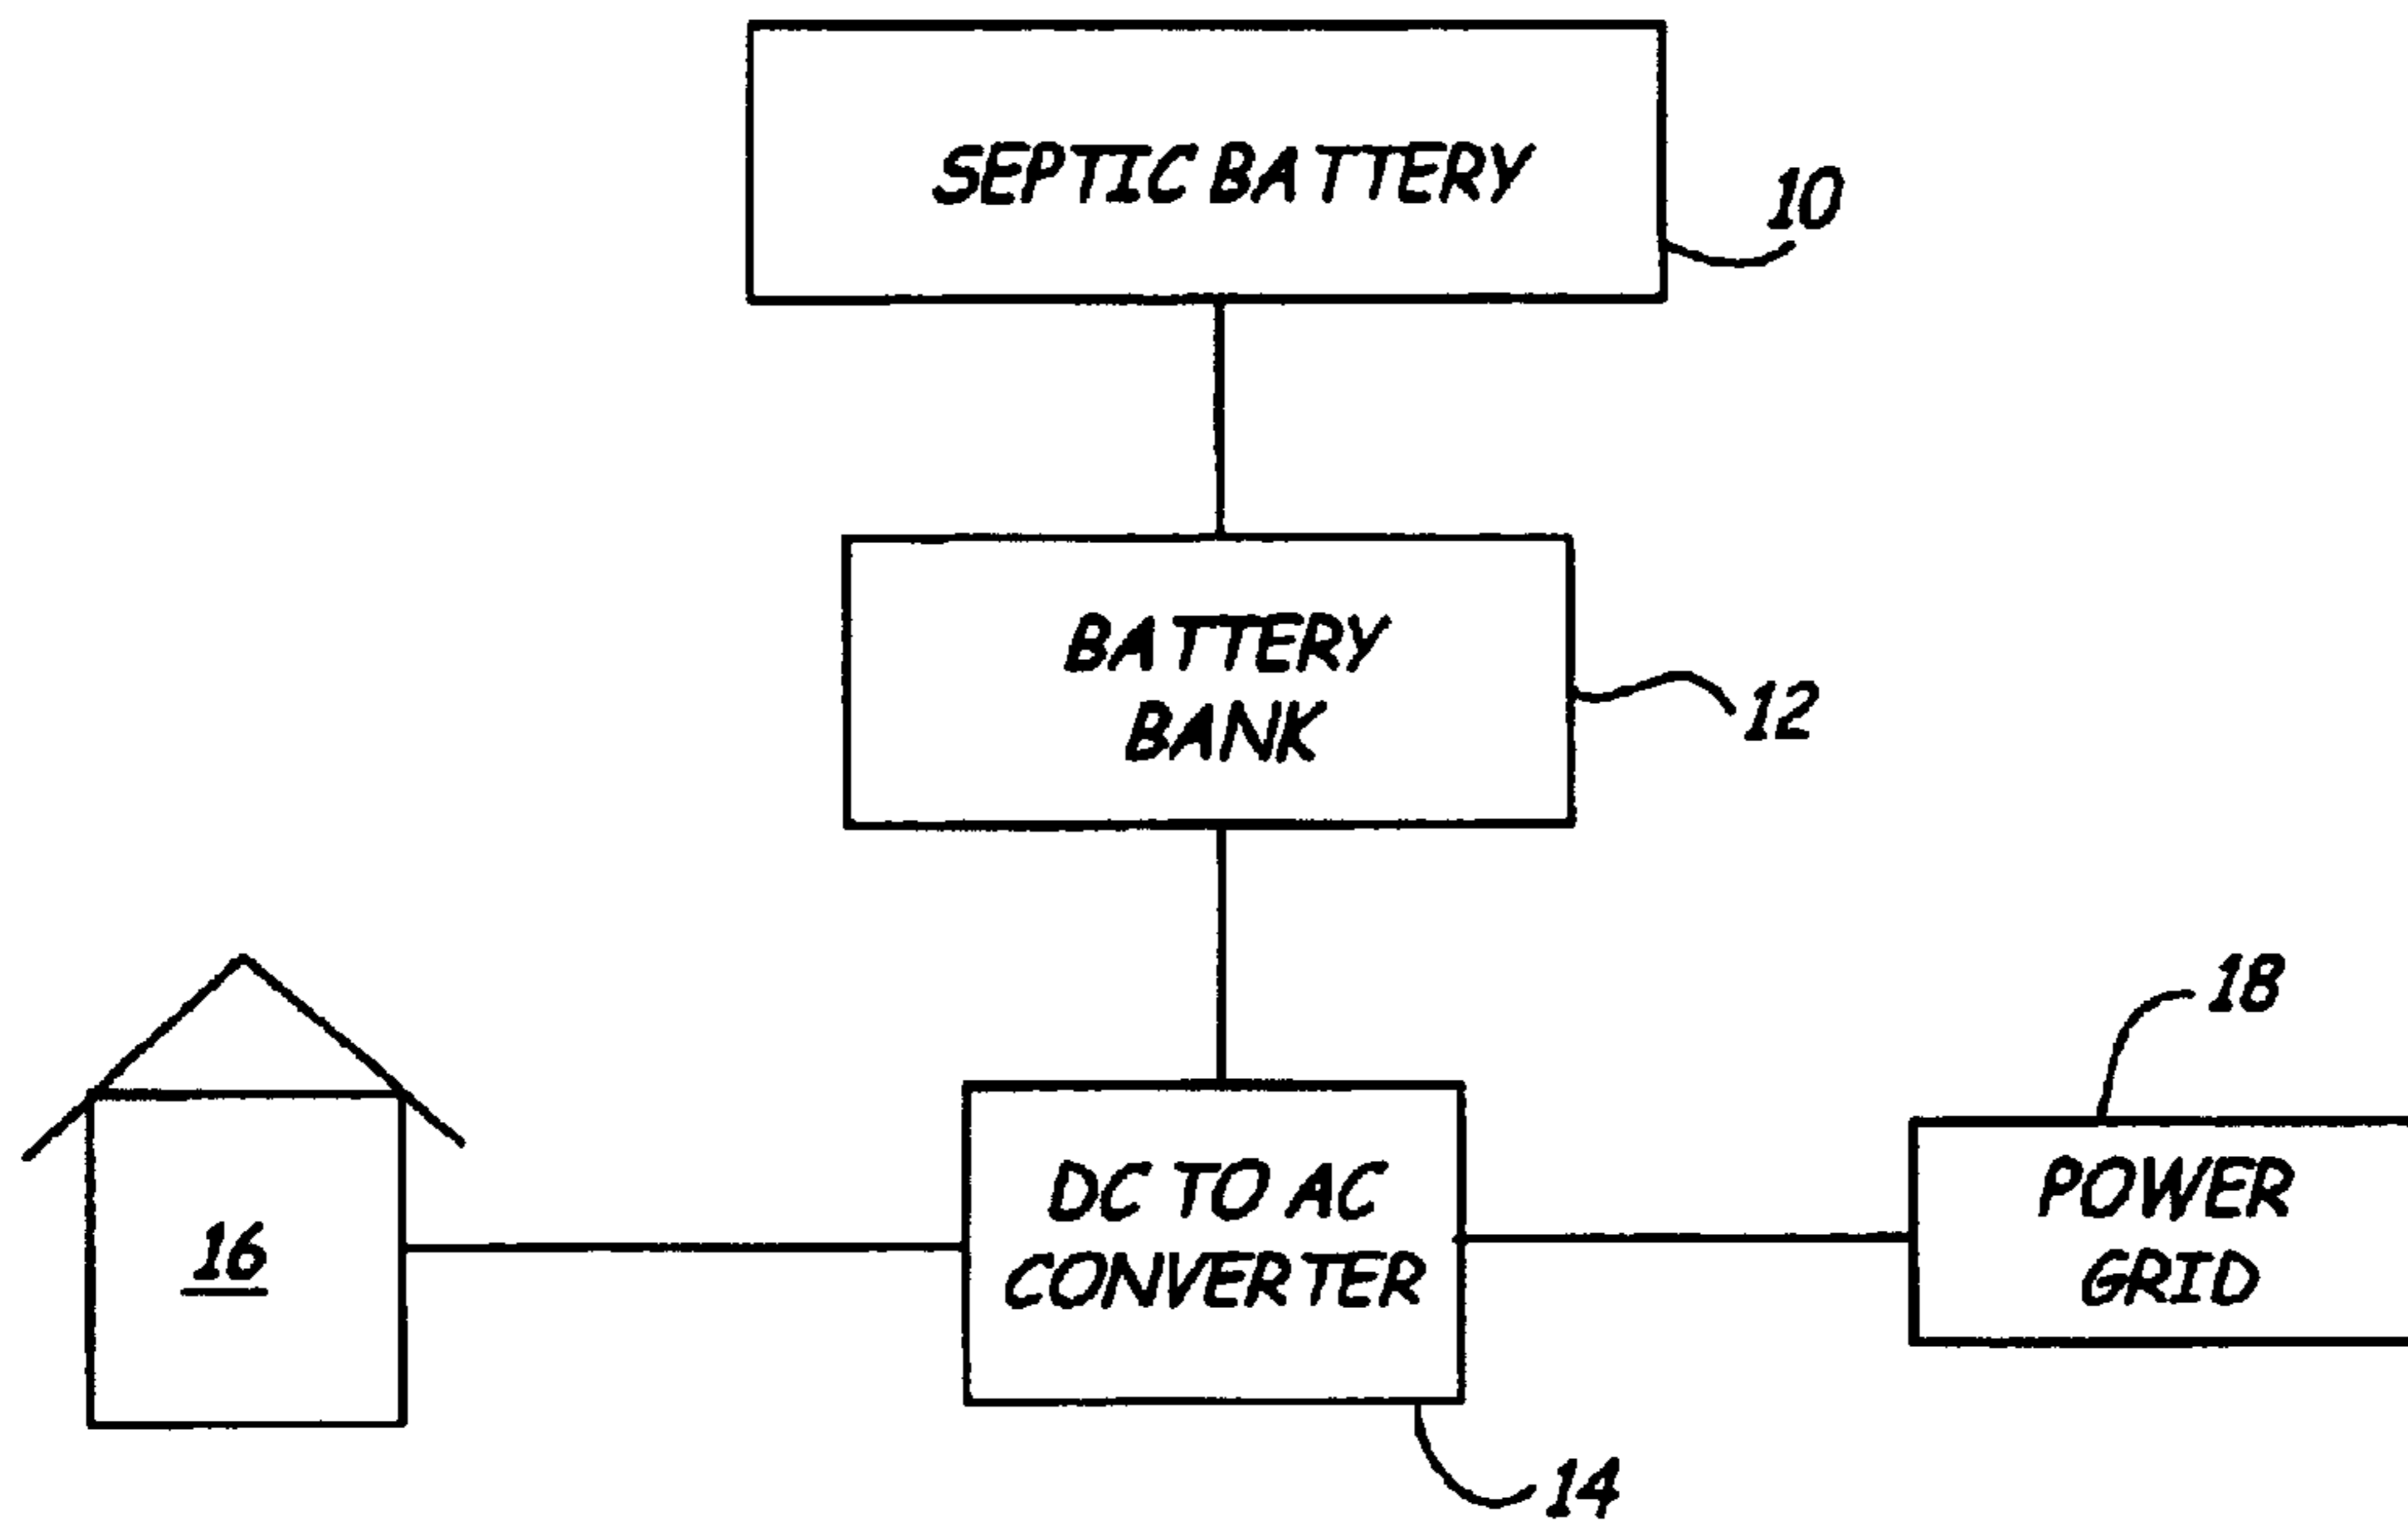 SEPTIC BATTERY
10
BATTERY
BANK
12
18
DC TO AC
CONVERTER
POWER
GRID
16
14